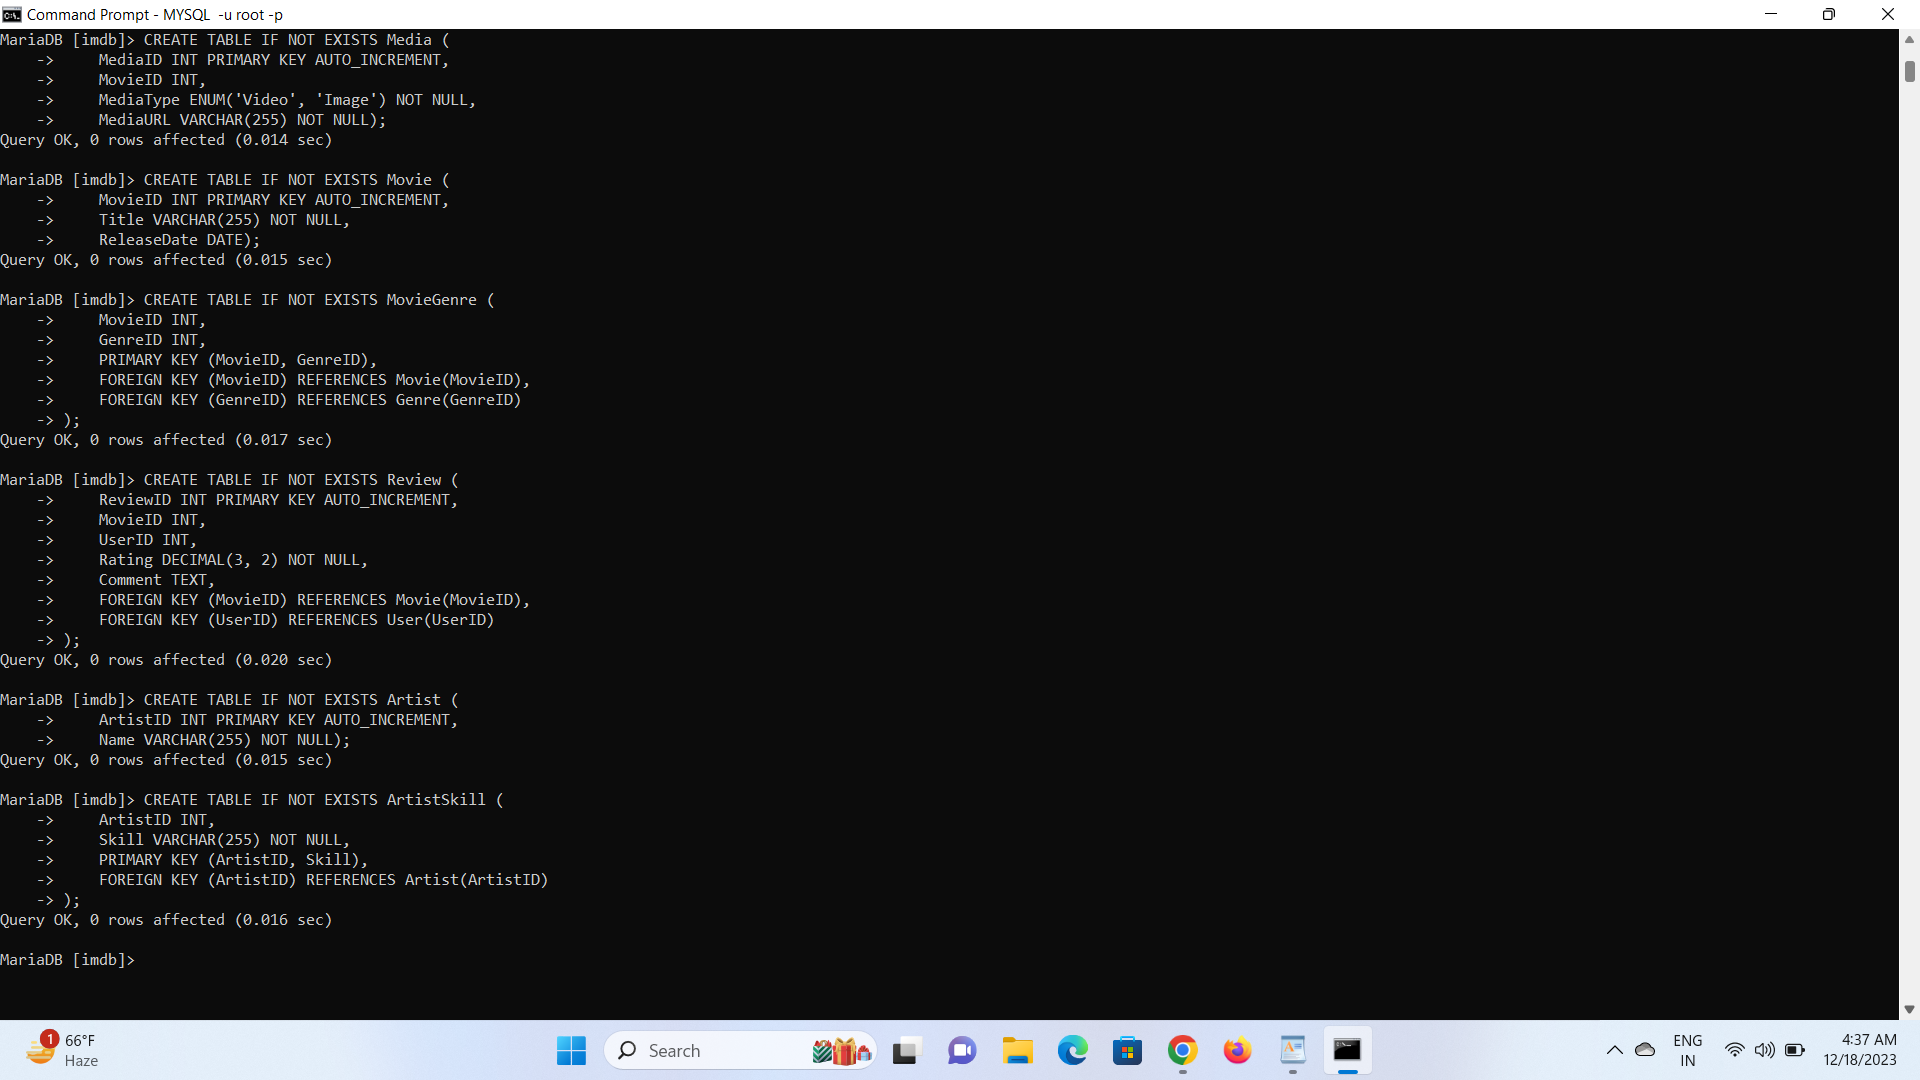 Command Prompt - MYSQL  -u root -p
MariaDB [imdb]> CREATE TABLE IF NOT EXISTS Media (
    ->     MediaID INT PRIMARY KEY AUTO_INCREMENT,
    ->     MovieID INT,
    ->     MediaType ENUM('Video', 'Image') NOT NULL,
    ->     MediaURL VARCHAR(255) NOT NULL);
Query OK, 0 rows affected (0.014 sec)

MariaDB [imdb]> CREATE TABLE IF NOT EXISTS Movie (
    ->     MovieID INT PRIMARY KEY AUTO_INCREMENT,
    ->     Title VARCHAR(255) NOT NULL,
    ->     ReleaseDate DATE);
Query OK, 0 rows affected (0.015 sec)

MariaDB [imdb]> CREATE TABLE IF NOT EXISTS MovieGenre (
    ->     MovieID INT,
    ->     GenreID INT,
    ->     PRIMARY KEY (MovieID, GenreID),
    ->     FOREIGN KEY (MovieID) REFERENCES Movie(MovieID),
    ->     FOREIGN KEY (GenreID) REFERENCES Genre(GenreID)
    -> );
Query OK, 0 rows affected (0.017 sec)

MariaDB [imdb]> CREATE TABLE IF NOT EXISTS Review (
    ->     ReviewID INT PRIMARY KEY AUTO_INCREMENT,
    ->     MovieID INT,
    ->     UserID INT,
    ->     Rating DECIMAL(3, 2) NOT NULL,
    ->     Comment TEXT,
    ->     FOREIGN KEY (MovieID) REFERENCES Movie(MovieID),
    ->     FOREIGN KEY (UserID) REFERENCES User(UserID)
    -> );
Query OK, 0 rows affected (0.020 sec)

MariaDB [imdb]> CREATE TABLE IF NOT EXISTS Artist (
    ->     ArtistID INT PRIMARY KEY AUTO_INCREMENT,
    ->     Name VARCHAR(255) NOT NULL);
Query OK, 0 rows affected (0.015 sec)

MariaDB [imdb]> CREATE TABLE IF NOT EXISTS ArtistSkill (
    ->     ArtistID INT,
    ->     Skill VARCHAR(255) NOT NULL,
    ->     PRIMARY KEY (ArtistID, Skill),
    ->     FOREIGN KEY (ArtistID) REFERENCES Artist(ArtistID)
    -> );
Query OK, 0 rows affected (0.016 sec)

MariaDB [imdb]>
1
66°F
Haze
Search
ENG
IN
4:37 AM
12/18/2023